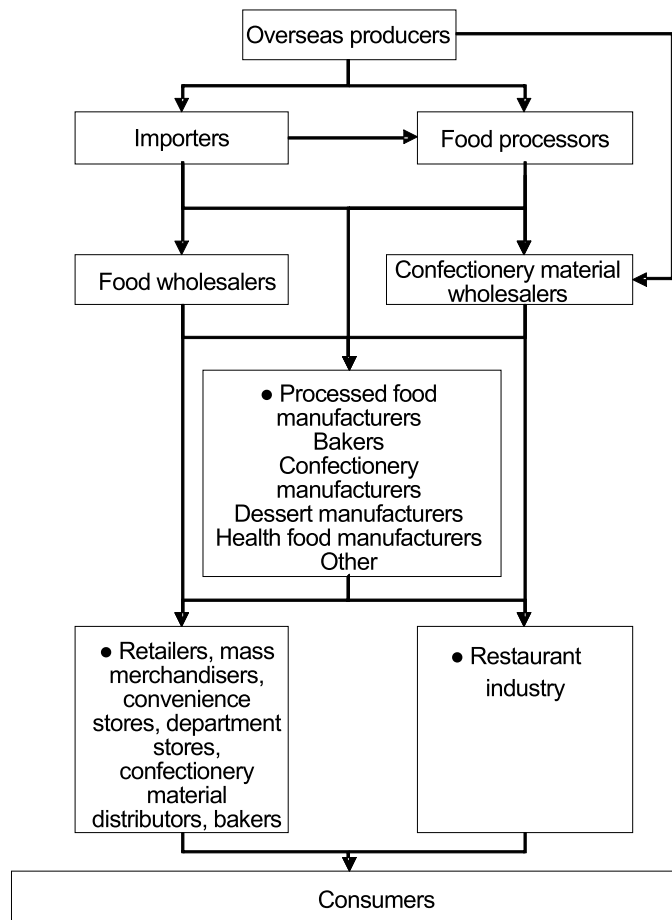 Overseas producers
Importers
Food processors
Food wholesalers
Confectionery material
wholesalers
● Processed food
manufacturers
Bakers
Confectionery
manufacturers
Dessert manufacturers
Health food manufacturers
Other
● Retailers, mass
merchandisers,
convenience
stores, department
stores,
confectionery
material
distributors, bakers
● Restaurant
industry
Consumers